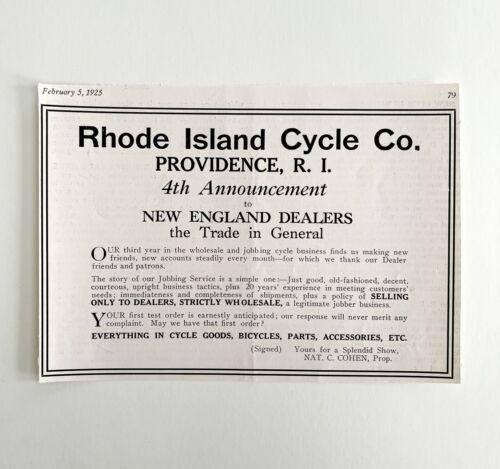 February 5, 1925
79
Rhode Island Cycle Co.
PROVIDENCE, R. I.
4th Announcement
to
NEW ENGLAND DEALERS
the Trade in General
OUR third year in the wholesale and jobbing cycle business finds us making new
friends, new accounts steadily every month—for which we thank our Dealer
friends and patrons.
The story of our Jobbing Service is a simple one:—Just good, old-fashioned, decent,
courteous, upright business tactics, plus 20 years' experience in meeting customers'
needs; immediateness and completeness of shipments, plus a policy of SELLING
ONLY TO DEALERS, STRICTLY WHOLESALE, a legitimate jobber business.
YOUR first test order is earnestly anticipated; our response will never merit any
complaint. May we have that first order?
EVERYTHING IN CYCLE GOODS, BICYCLES, PARTS, ACCESSORIES, ETC.
(Signed) Yours for a Splendid Show,
NAT. C. COHEN, Prop.